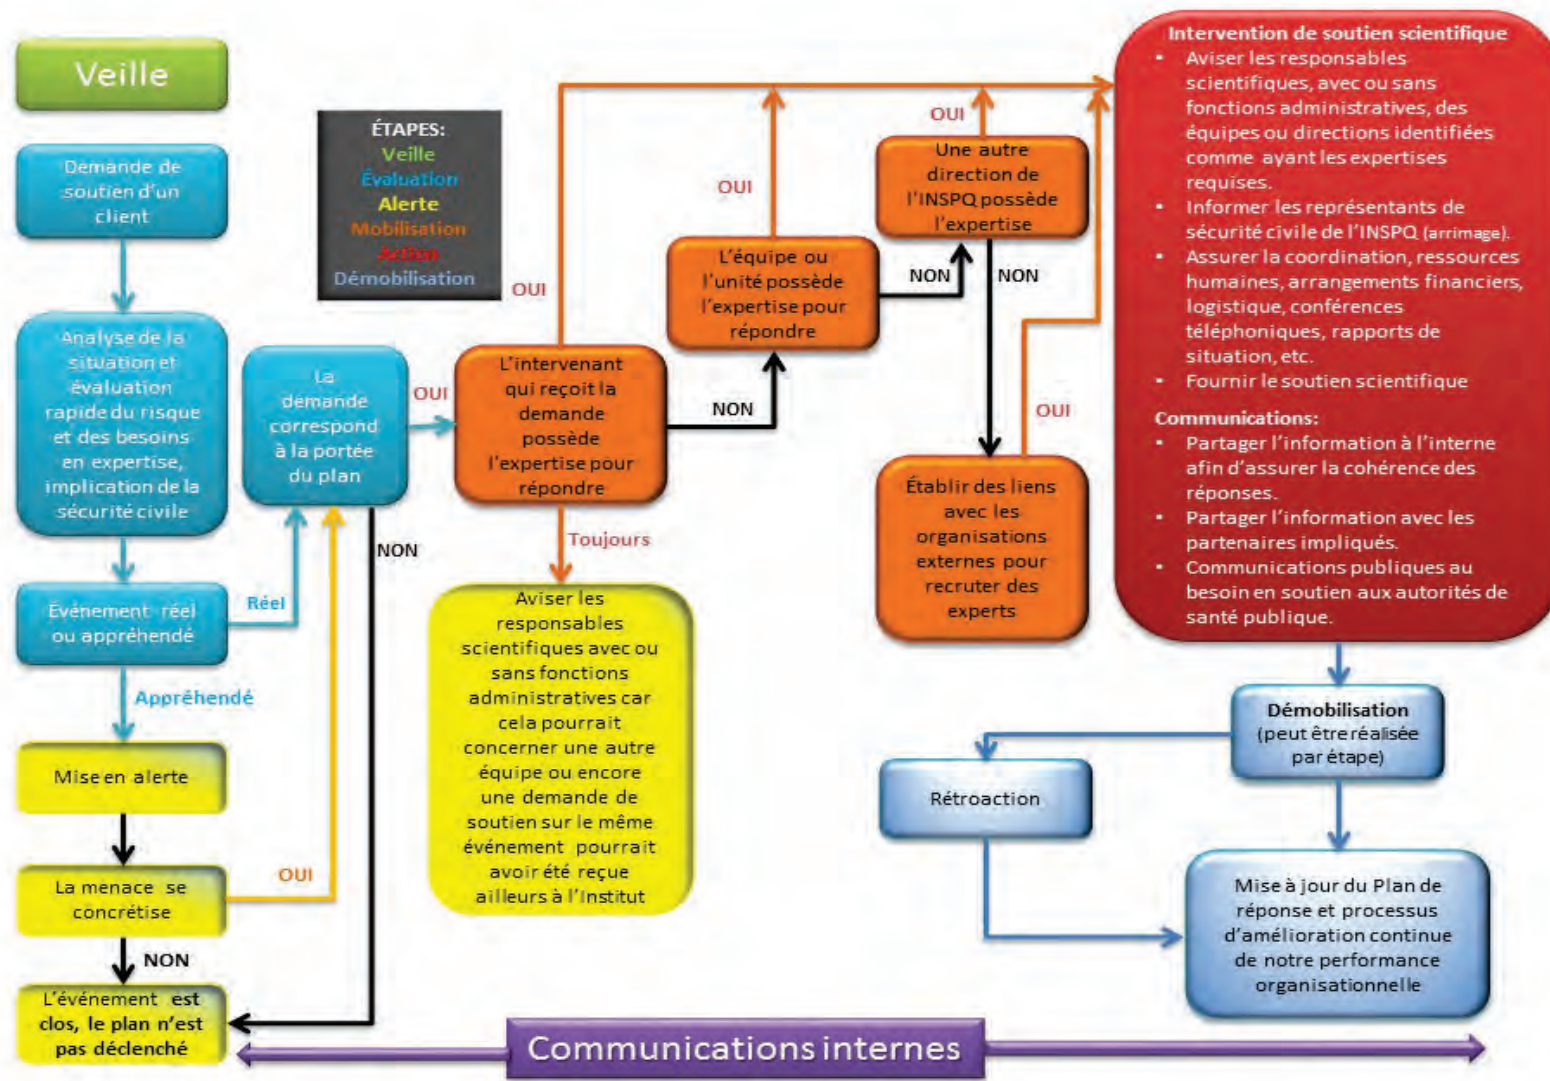 Veille
Demande de
soutien d'un
client
Analyse de la
situation et
évaluation
rapide du risque
et des besoins
en expertise,
implication de la
sécurité civile
Événement réel
ou appréhendé
Réel
Appréhendé
Mise en alerte
La menace se
concrétise
OUI
NON
L'événement est
clos, le plan n'est
pas déclenché
ÉTAPES:
Veille
Évaluation
Alerte
Mobilisation
Action
Démobilisation
La
demande
correspond
à la portée
du plan
OUI
NON
L'intervenant
qui reçoit la
demande
possède
l'expertise pour
répondre
OUI
NON
Toujours
Aviser les
responsables
scientifiques avec ou
sans fonctions
administratives car
cela pourrait
concerner une autre
équipe ou encore
une demande de
soutien sur le même
événement pourrait
avoir été reçue
ailleurs à l'Institut
L'équipe ou
l'unité possède
l'expertise pour
répondre
OUI
NON
Une autre
direction de
l'INSPQ possède
l'expertise
OUI
NON
Établir des liens
avec les
organisations
externes pour
recruter des
experts
OUI
Intervention de soutien scientifique
▪ Aviser les responsables
scientifiques, avec ou sans
fonctions administratives, des
équipes ou directions identifiées
comme ayant les expertises
requises.
▪ Informer les représentants de
sécurité civile de l'INSPQ (arrimage).
▪ Assurer la coordination, ressources
humaines, arrangements financiers,
logistique, conférences
téléphoniques, rapports de
situation, etc.
▪ Fournir le soutien scientifique
Communications:
▪ Partager l'information à l'interne
afin d'assurer la cohérence des
réponses.
▪ Partager l'information avec les
partenaires impliqués.
▪ Communications publiques au
besoin en soutien aux autorités de
santé publique.
Démobilisation
(peut être réalisée
par étape)
Rétroaction
Mise à jour du Plan de
réponse et processus
d'amélioration continue
de notre performance
organisationnelle
Communications internes